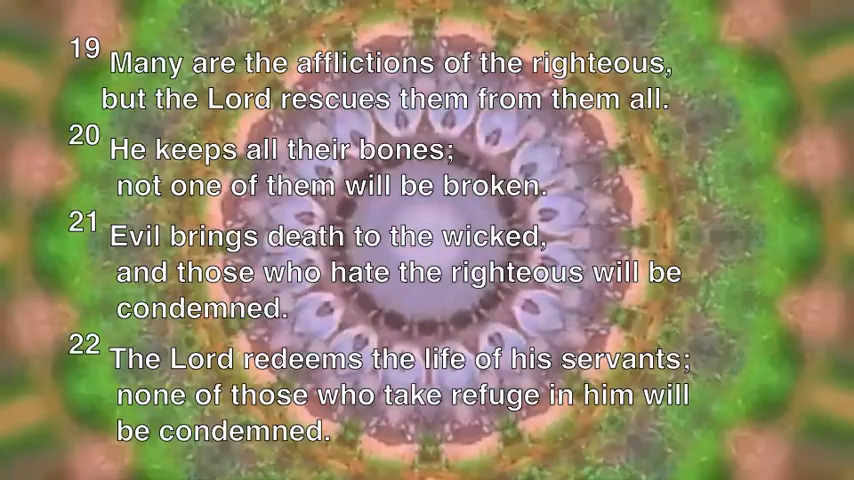 19 Many are the afflictions of the righteous,
but the Lord rescues them from them all.
20 He keeps all their bones;
not one of them will be broken.
21 Evil brings death to the wicked,
and those who hate the righteous will be
condemned.
22 The Lord redeems the life of his servants;
none of those who take refuge in him will
be condemned.